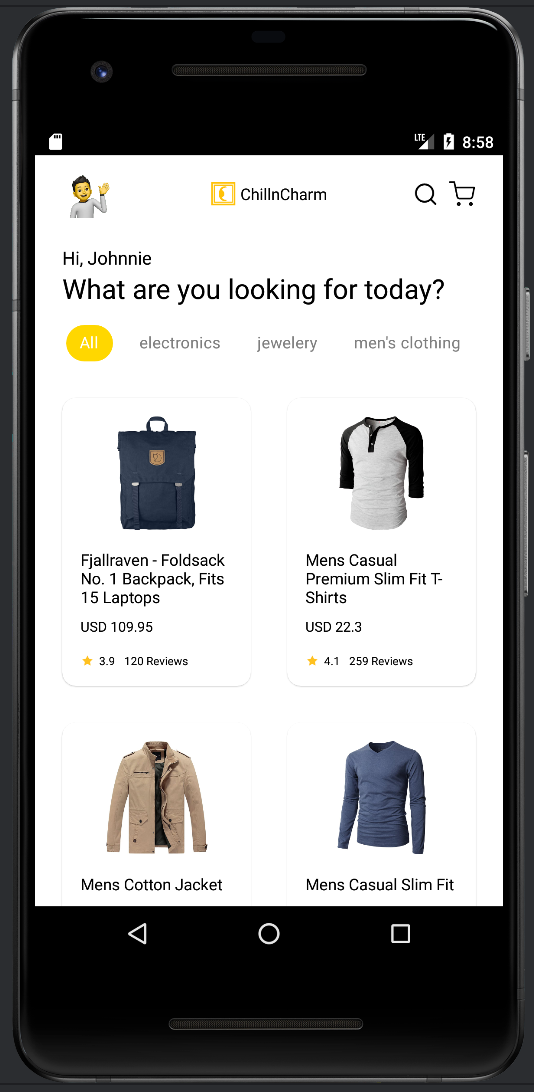 LTE 8:58
ChillnCharm
Hi, Johnnie
What are you looking for today?
All electronics jewelery men's clothing
Fjallraven - Foldsack
No. 1 Backpack, Fits
15 Laptops
USD 109.95
3.9 120 Reviews
Mens Casual
Premium Slim Fit T-
Shirts
USD 22.3
4.1 259 Reviews
Mens Cotton Jacket
Mens Casual Slim Fit